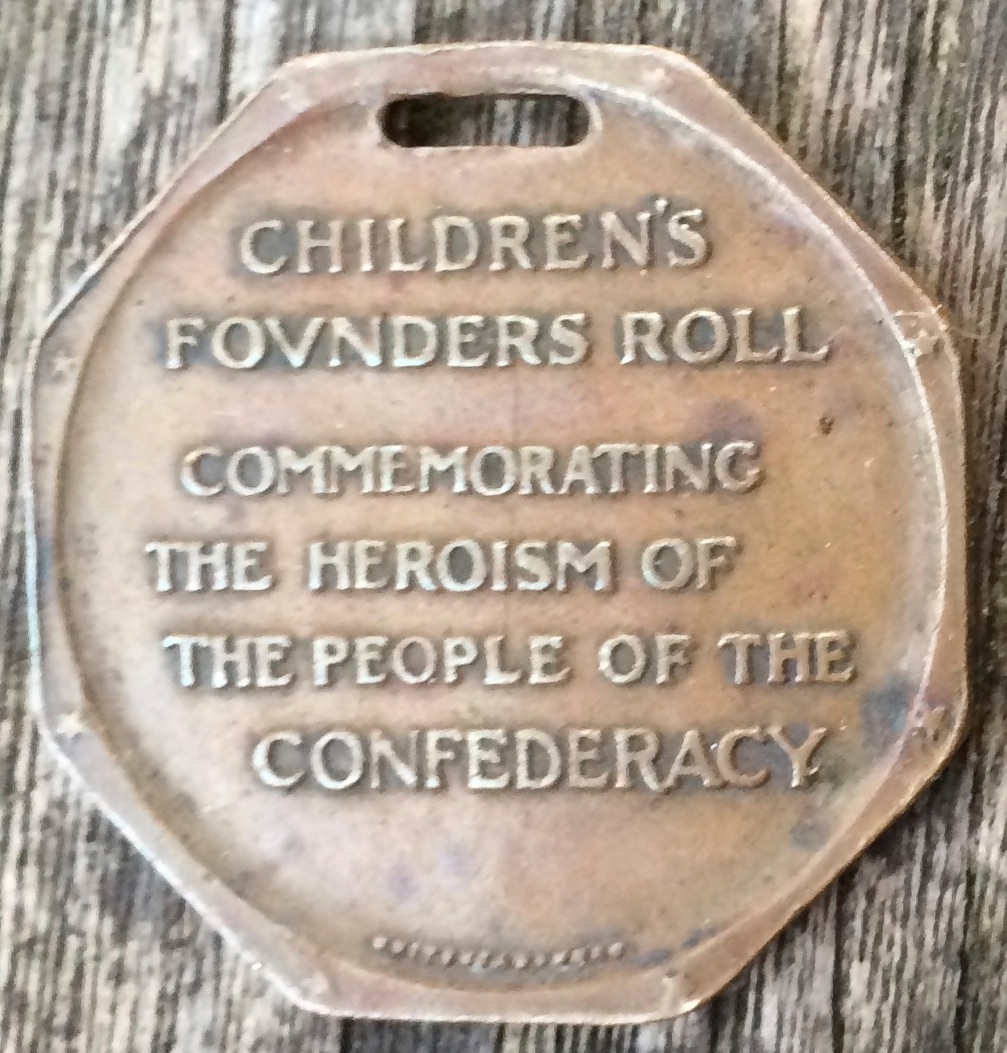 CHILDREN'S
FOVNDERS ROLL
COMMEMORATING
THE HEROISM OF
THE PEOPLE OF THE
CONFEDERACY